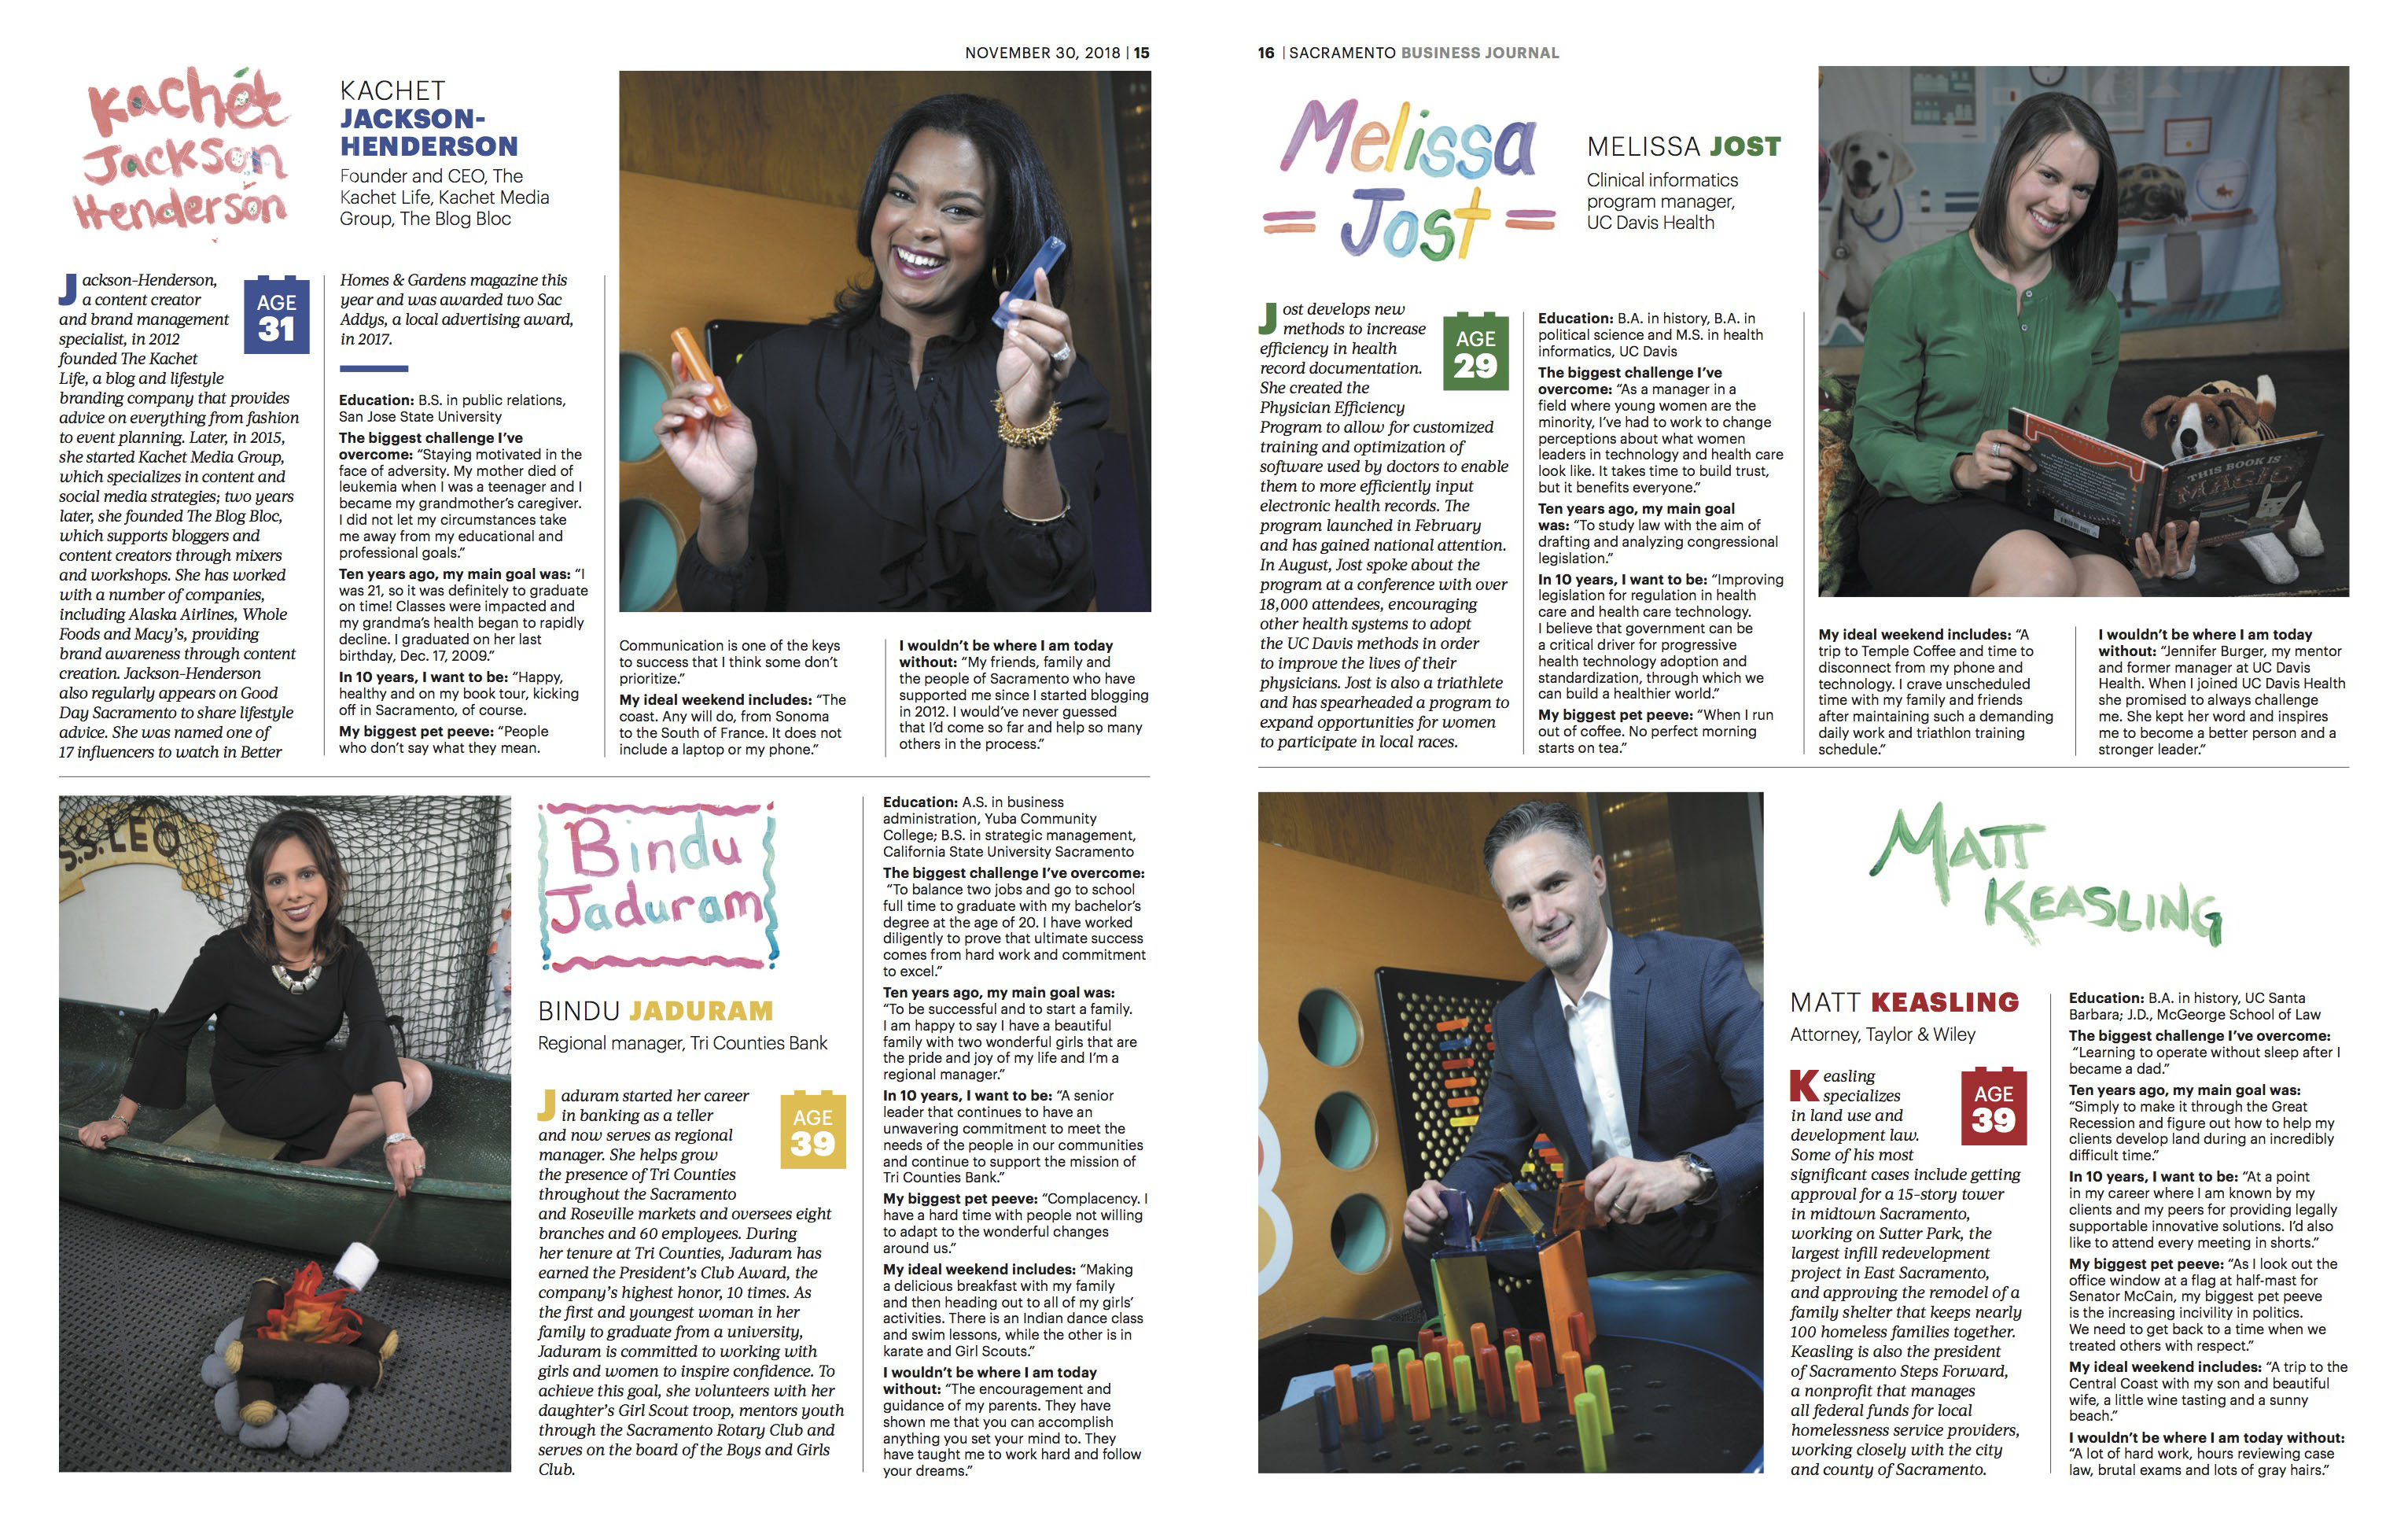 NOVEMBER 30, 2018 | 15
Kachét
Jackson
Henderson
KACHET
JACKSON-
HENDERSON
Founder and CEO, The
Kachet Life, Kachet Media
Group, The Blog Bloc
Jackson-Henderson,
a content creator
and brand management
specialist, in 2012
founded The Kachet
Life, a blog and lifestyle
branding company that provides
advice on everything from fashion
to event planning. Later, in 2015,
she started Kachet Media Group,
which specializes in content and
social media strategies; two years
later, she founded The Blog Bloc,
which supports bloggers and
content creators through mixers
and workshops. She has worked
with a number of companies,
including Alaska Airlines, Whole
Foods and Macy's, providing
brand awareness through content
creation. Jackson-Henderson
also regularly appears on Good
Day Sacramento to share lifestyle
advice. She was named one of
17 influencers to watch in Better
AGE
31
Homes & Gardens magazine this
year and was awarded two Sac
Addys, a local advertising award,
in 2017.
Education: B.S. in public relations,
San Jose State University
The biggest challenge I've
overcome: “Staying motivated in the
face of adversity. My mother died of
leukemia when I was a teenager and I
became my grandmother's caregiver.
I did not let my circumstances take
me away from my educational and
professional goals.”
Ten years ago, my main goal was: “I
was 21, so it was definitely to graduate
on time! Classes were impacted and
my grandma's health began to rapidly
decline. I graduated on her last
birthday, Dec. 17, 2009.”
In 10 years, I want to be: “Happy,
healthy and on my book tour, kicking
off in Sacramento, of course.
My biggest pet peeve: “People
who don't say what they mean.
Communication is one of the keys
to success that I think some don't
prioritize.”
My ideal weekend includes: “The
coast. Any will do, from Sonoma
to the South of France. It does not
include a laptop or my phone.”
I wouldn't be where I am today
without: “My friends, family and
the people of Sacramento who have
supported me since I started blogging
in 2012. I would've never guessed
that I'd come so far and help so many
others in the process.”
S.S. LEO
Bindu
Jaduram
BINDU JADURAM
Regional manager, Tri Counties Bank
Jaduram started her career
in banking as a teller
and now serves as regional
manager. She helps grow
the presence of Tri Counties
throughout the Sacramento
and Roseville markets and oversees eight
branches and 60 employees. During
her tenure at Tri Counties, Jaduram has
earned the President's Club Award, the
company's highest honor, 10 times. As
the first and youngest woman in her
family to graduate from a university,
Jaduram is committed to working with
girls and women to inspire confidence. To
achieve this goal, she volunteers with her
daughter's Girl Scout troop, mentors youth
through the Sacramento Rotary Club and
serves on the board of the Boys and Girls
Club.
AGE
39
Education: A.S. in business
administration, Yuba Community
College; B.S. in strategic management,
California State University Sacramento
The biggest challenge I've overcome:
“To balance two jobs and go to school
full time to graduate with my bachelor's
degree at the age of 20. I have worked
diligently to prove that ultimate success
comes from hard work and commitment
to excel.”
Ten years ago, my main goal was:
“To be successful and to start a family.
I am happy to say I have a beautiful
family with two wonderful girls that are
the pride and joy of my life and I'm a
regional manager.”
In 10 years, I want to be: “A senior
leader that continues to have an
unwavering commitment to meet the
needs of the people in our communities
and continue to support the mission of
Tri Counties Bank.”
My biggest pet peeve: “Complacency. I
have a hard time with people not willing
to adapt to the wonderful changes
around us.”
My ideal weekend includes: “Making
a delicious breakfast with my family
and then heading out to all of my girls'
activities. There is an Indian dance class
and swim lessons, while the other is in
karate and Girl Scouts.”
I wouldn't be where I am today
without: “The encouragement and
guidance of my parents. They have
shown me that you can accomplish
anything you set your mind to. They
have taught me to work hard and follow
your dreams.”
16 | SACRAMENTO BUSINESS JOURNAL
Melissa
= Jost =
MELISSA JOST
Clinical informatics
program manager,
UC Davis Health
Jost develops new
methods to increase
efficiency in health
record documentation.
She created the
Physician Efficiency
Program to allow for customized
training and optimization of
software used by doctors to enable
them to more efficiently input
electronic health records. The
program launched in February
and has gained national attention.
In August, Jost spoke about the
program at a conference with over
18,000 attendees, encouraging
other health systems to adopt
the UC Davis methods in order
to improve the lives of their
physicians. Jost is also a triathlete
and has spearheaded a program to
expand opportunities for women
to participate in local races.
AGE
29
Education: B.A. in history, B.A. in
political science and M.S. in health
informatics, UC Davis
The biggest challenge I've
overcome: “As a manager in a
field where young women are the
minority, I've had to work to change
perceptions about what women
leaders in technology and health care
look like. It takes time to build trust,
but it benefits everyone.”
Ten years ago, my main goal
was: “To study law with the aim of
drafting and analyzing congressional
legislation.”
In 10 years, I want to be: “Improving
legislation for regulation in health
care and health care technology.
I believe that government can be
a critical driver for progressive
health technology adoption and
standardization, through which we
can build a healthier world.”
My biggest pet peeve: “When I run
out of coffee. No perfect morning
starts on tea.”
THIS BOOK IS
MAGIC
My ideal weekend includes: “A
trip to Temple Coffee and time to
disconnect from my phone and
technology. I crave unscheduled
time with my family and friends
after maintaining such a demanding
daily work and triathlon training
schedule.”
I wouldn't be where I am today
without: “Jennifer Burger, my mentor
and former manager at UC Davis
Health. When I joined UC Davis Health
she promised to always challenge
me. She kept her word and inspires
me to become a better person and a
stronger leader.”
MATT
KEASLING
MATT KEASLING
Attorney, Taylor & Wiley
Keasling
specializes
in land use and
development law.
Some of his most
significant cases include getting
approval for a 15-story tower
in midtown Sacramento,
working on Sutter Park, the
largest infill redevelopment
project in East Sacramento,
and approving the remodel of a
family shelter that keeps nearly
100 homeless families together.
Keasling is also the president
of Sacramento Steps Forward,
a nonprofit that manages
all federal funds for local
homelessness service providers,
working closely with the city
and county of Sacramento.
AGE
39
Education: B.A. in history, UC Santa
Barbara; J.D., McGeorge School of Law
The biggest challenge I've overcome:
“Learning to operate without sleep after I
became a dad.”
Ten years ago, my main goal was:
“Simply to make it through the Great
Recession and figure out how to help my
clients develop land during an incredibly
difficult time.”
In 10 years, I want to be: “At a point
in my career where I am known by my
clients and my peers for providing legally
supportable innovative solutions. I'd also
like to attend every meeting in shorts.”
My biggest pet peeve: “As I look out the
office window at a flag at half-mast for
Senator McCain, my biggest pet peeve
is the increasing incivility in politics.
We need to get back to a time when we
treated others with respect.”
My ideal weekend includes: “A trip to the
Central Coast with my son and beautiful
wife, a little wine tasting and a sunny
beach.”
I wouldn't be where I am today without:
“A lot of hard work, hours reviewing case
law, brutal exams and lots of gray hairs.”